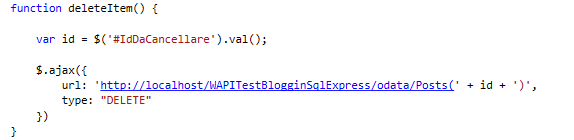 function deleteItem() {
var id = $('#IdDaCancellare').val();
$.ajax({
url: 'http://localhost/WAPITestBlogginSqlExpress/odata/Posts(' + id + ')',
type: "DELETE"
})
}